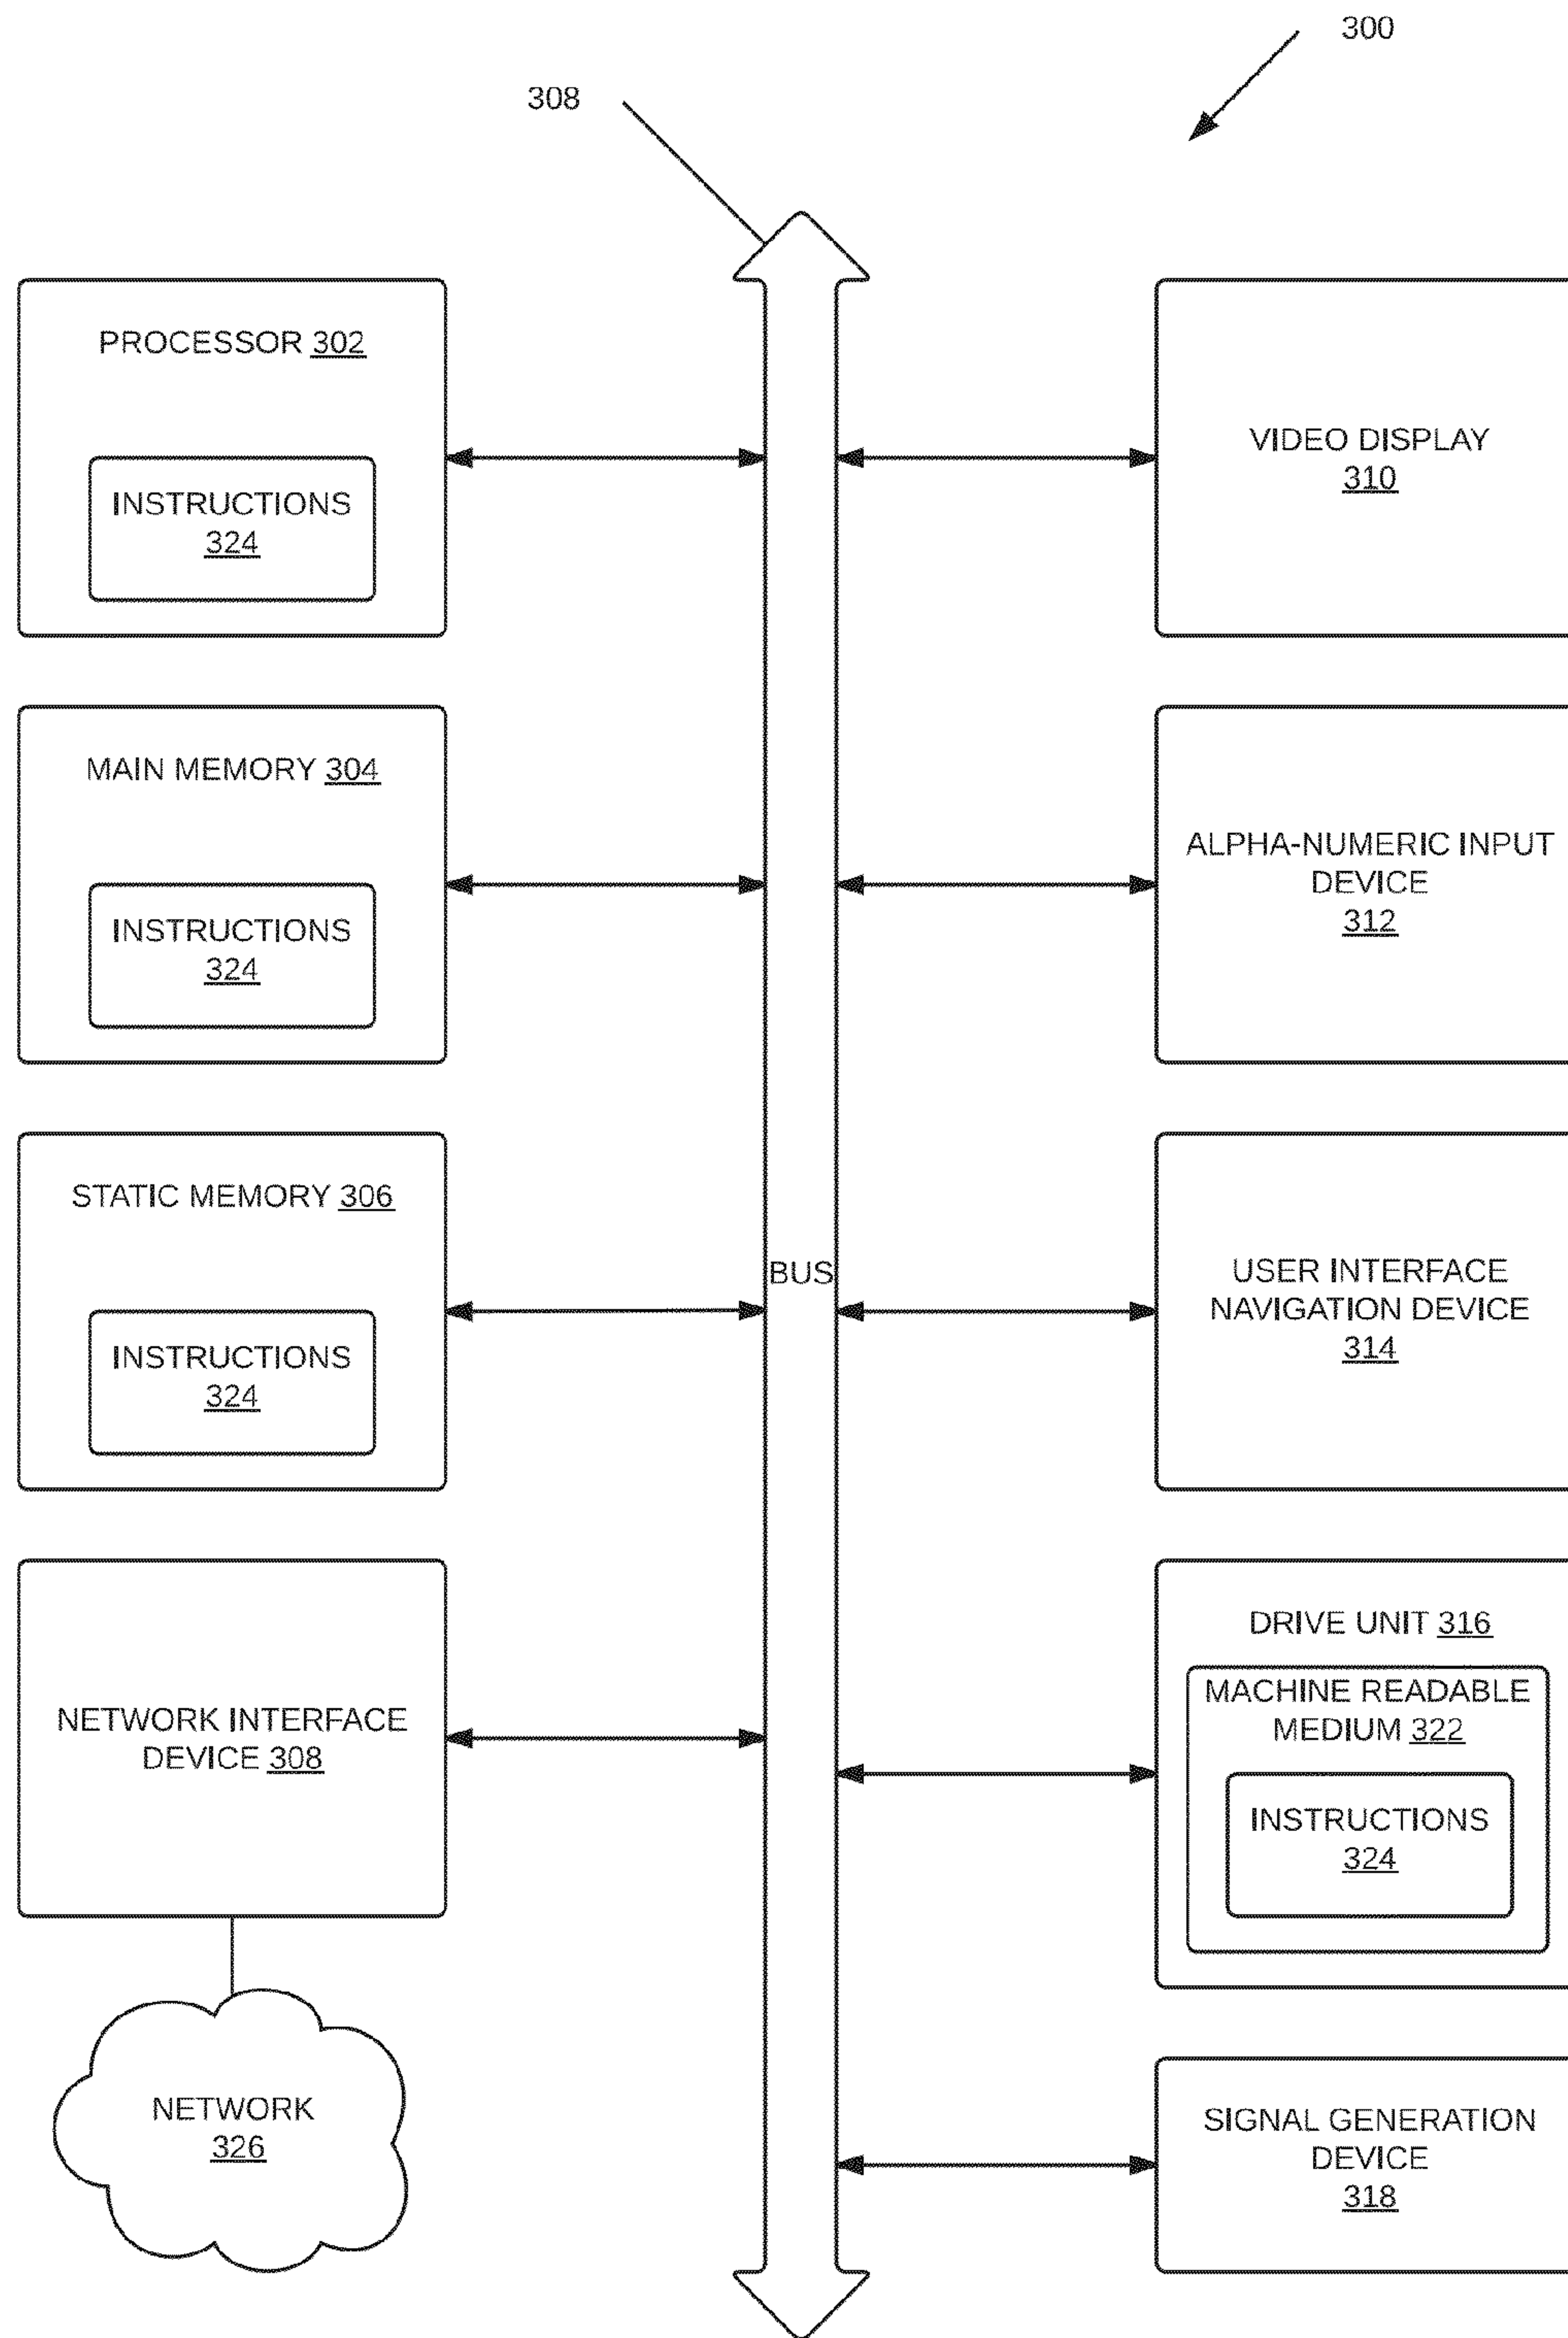 300
308
PROCESSOR 302
INSTRUCTIONS
324
MAIN MEMORY 304
INSTRUCTIONS
324
STATIC MEMORY 306
INSTRUCTIONS
324
NETWORK INTERFACE
DEVICE 308
NETWORK
326
BUS
VIDEO DISPLAY
310
ALPHA-NUMERIC INPUT
DEVICE
312
USER INTERFACE
NAVIGATION DEVICE
314
DRIVE UNIT 316
MACHINE READABLE
MEDIUM 322
INSTRUCTIONS
324
SIGNAL GENERATION
DEVICE
318